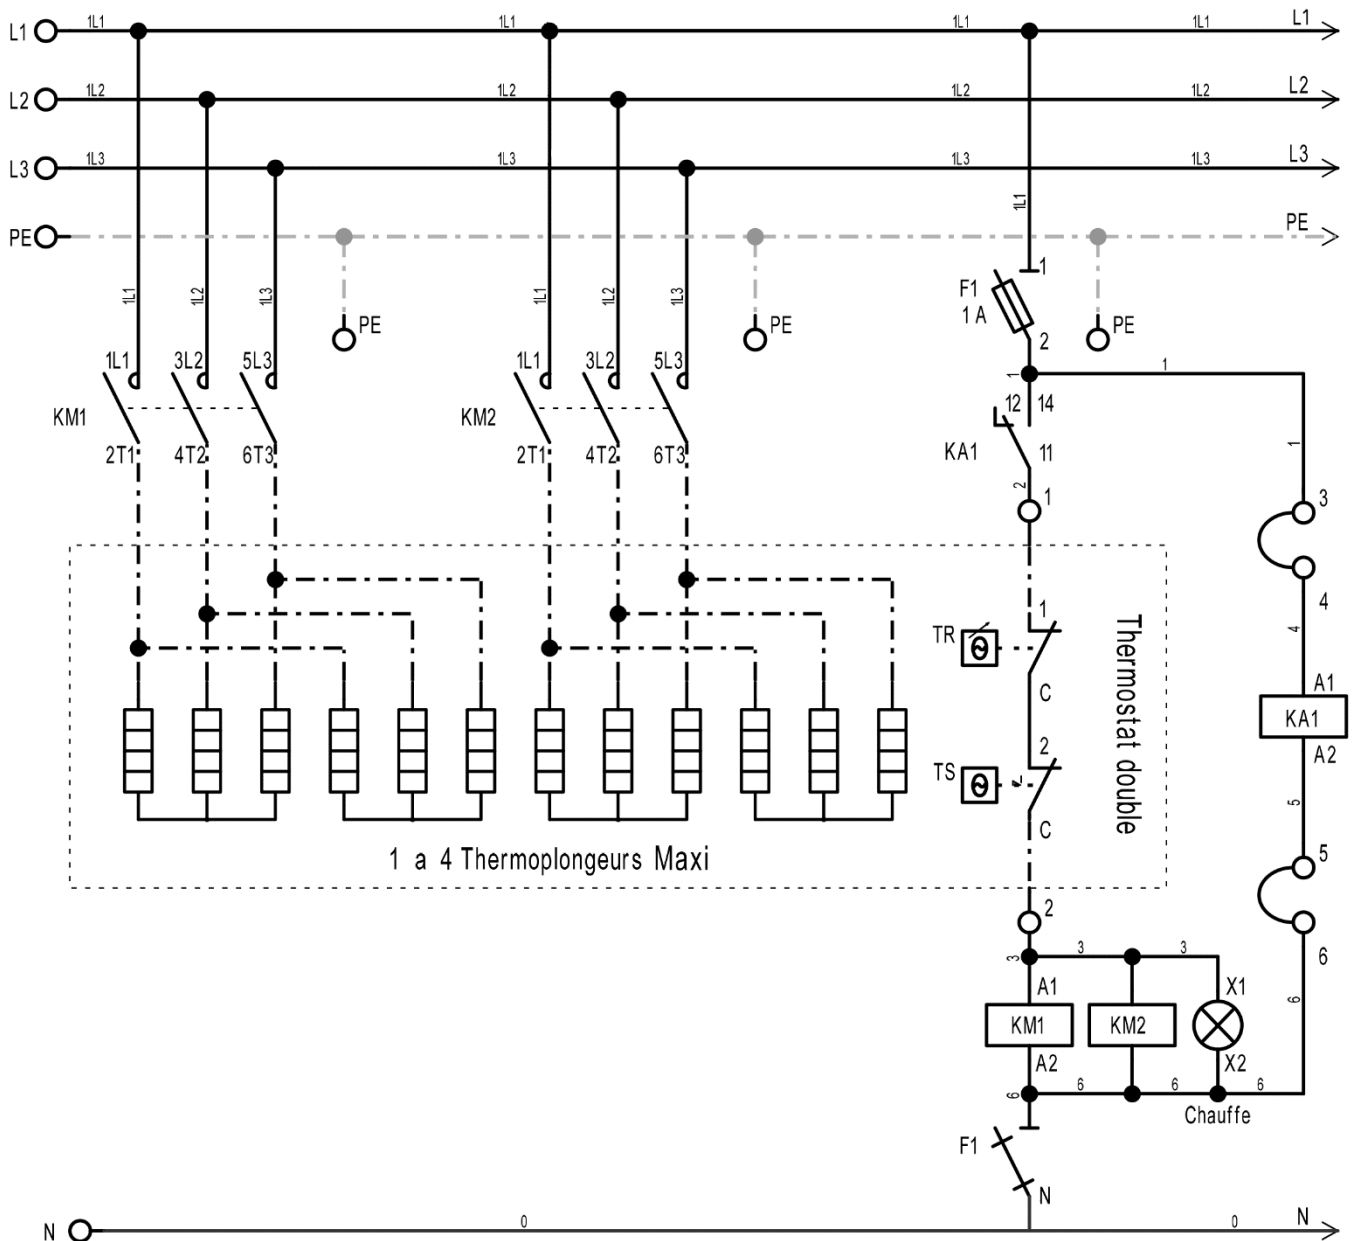 L1 1L1 1L1 1L1 1L1 L1
L2 1L2 1L2 1L2 1L2 L2
L3 1L3 1L3 1L3 1L3 L3
1L1
PE PE
1L1 1L2 1L3 1L1 1L2 1L3
1
F1
1 A
PE PE PE
2
1L1 3L2 5L3 1L1 3L2 5L3 1 1
12 14
KM1 KM2
2T1 4T2 6T3 2T1 4T2 6T3 KA1 11 1
2 1 3
4
1
TR
C
4
A1
KA1
A2
2
TS
C
Thermostat double
5
5
1 a 4 Thermoplongeurs Maxi
2
3 3 3 6
A1 X1 6
KM1 KM2
A2 X2
6 6 6 6
Chauffe
F1
N
N 0 0 N